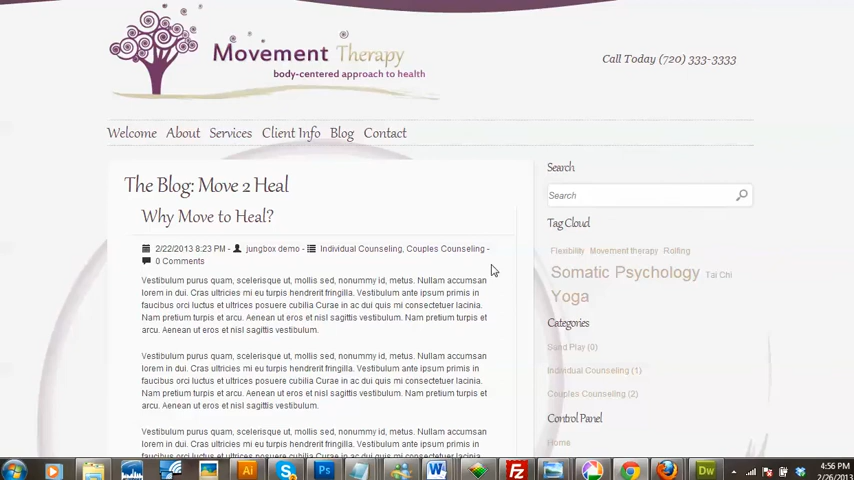 Movement Therapy
body-centered approach to health
Call Today (720) 333-3333
Welcome About Services Client Info Blog Contact
The Blog: Move 2 Heal
Why Move to Heal?
2/22/2013 8:23 PM - jungbox demo - Individual Counseling, Couples Counseling -
0 Comments
Vestibulum purus quam, scelerisque ut, mollis sed, nonummy id, metus. Nullam accumsan
lorem in dui. Cras ultricies mi eu turpis hendrerit fringilla. Vestibulum ante ipsum primis in
faucibus orci luctus et ultrices posuere cubilia Curae in ac dui quis mi consectetuer lacinia.
Nam pretium turpis et arcu. Aenean ut eros et nisl sagittis vestibulum. Nam pretium turpis et
arcu. Aenean ut eros et nisl sagittis vestibulum.
Vestibulum purus quam, scelerisque ut, mollis sed, nonummy id, metus. Nullam accumsan
lorem in dui. Cras ultricies mi eu turpis hendrerit fringilla. Vestibulum ante ipsum primis in
faucibus orci luctus et ultrices posuere cubilia Curae in ac dui quis mi consectetuer lacinia.
Nam pretium turpis et arcu. Aenean ut eros et nisl sagittis vestibulum. Nam pretium turpis et
arcu. Aenean ut eros et nisl sagittis vestibulum.
Vestibulum purus quam, scelerisque ut, mollis sed, nonummy id, metus. Nullam accumsan
lorem in dui. Cras ultricies mi eu turpis hendrerit fringilla. Vestibulum ante ipsum primis in
Search
Search
Tag Cloud
Flexibility Movement therapy Rolfing
Somatic Psychology Tai Chi
Yoga
Categories
Sand Play (0)
Individual Counseling (1)
Couples Counseling (2)
Control Panel
Home
Ai
Ps
W
Fz
Dw
4:56 PM
2/26/2013